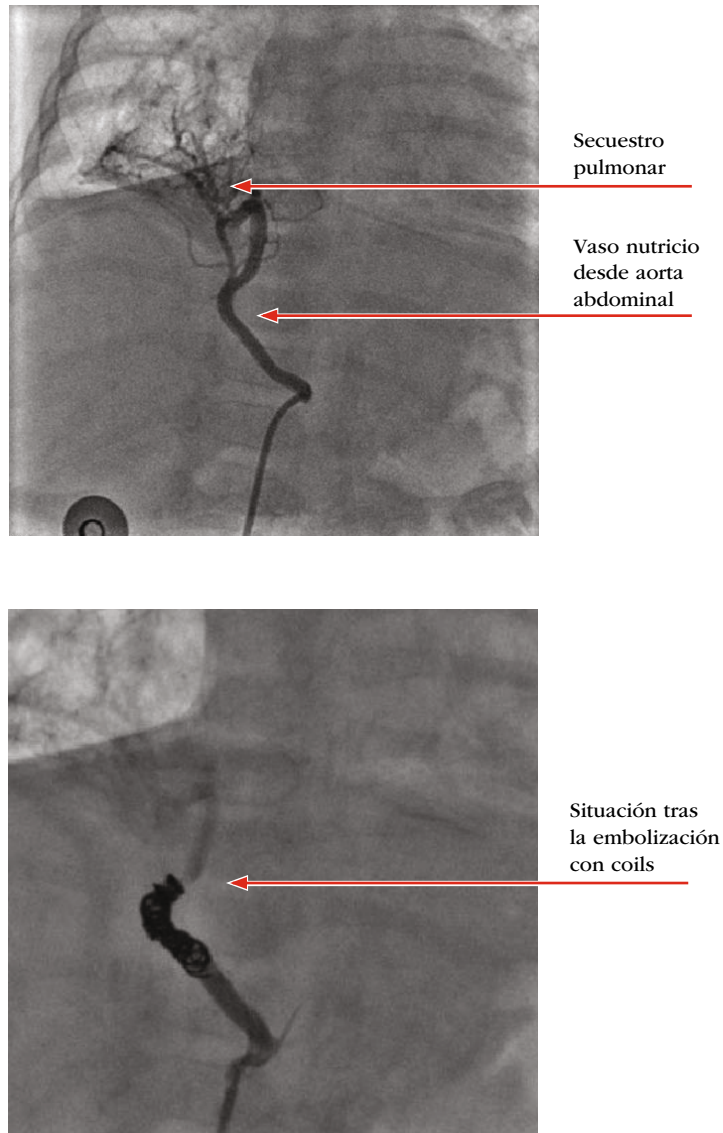 Secuestro
pulmonar
Vaso nutricio
desde aorta
abdominal
Situación tras
la embolización
con coils